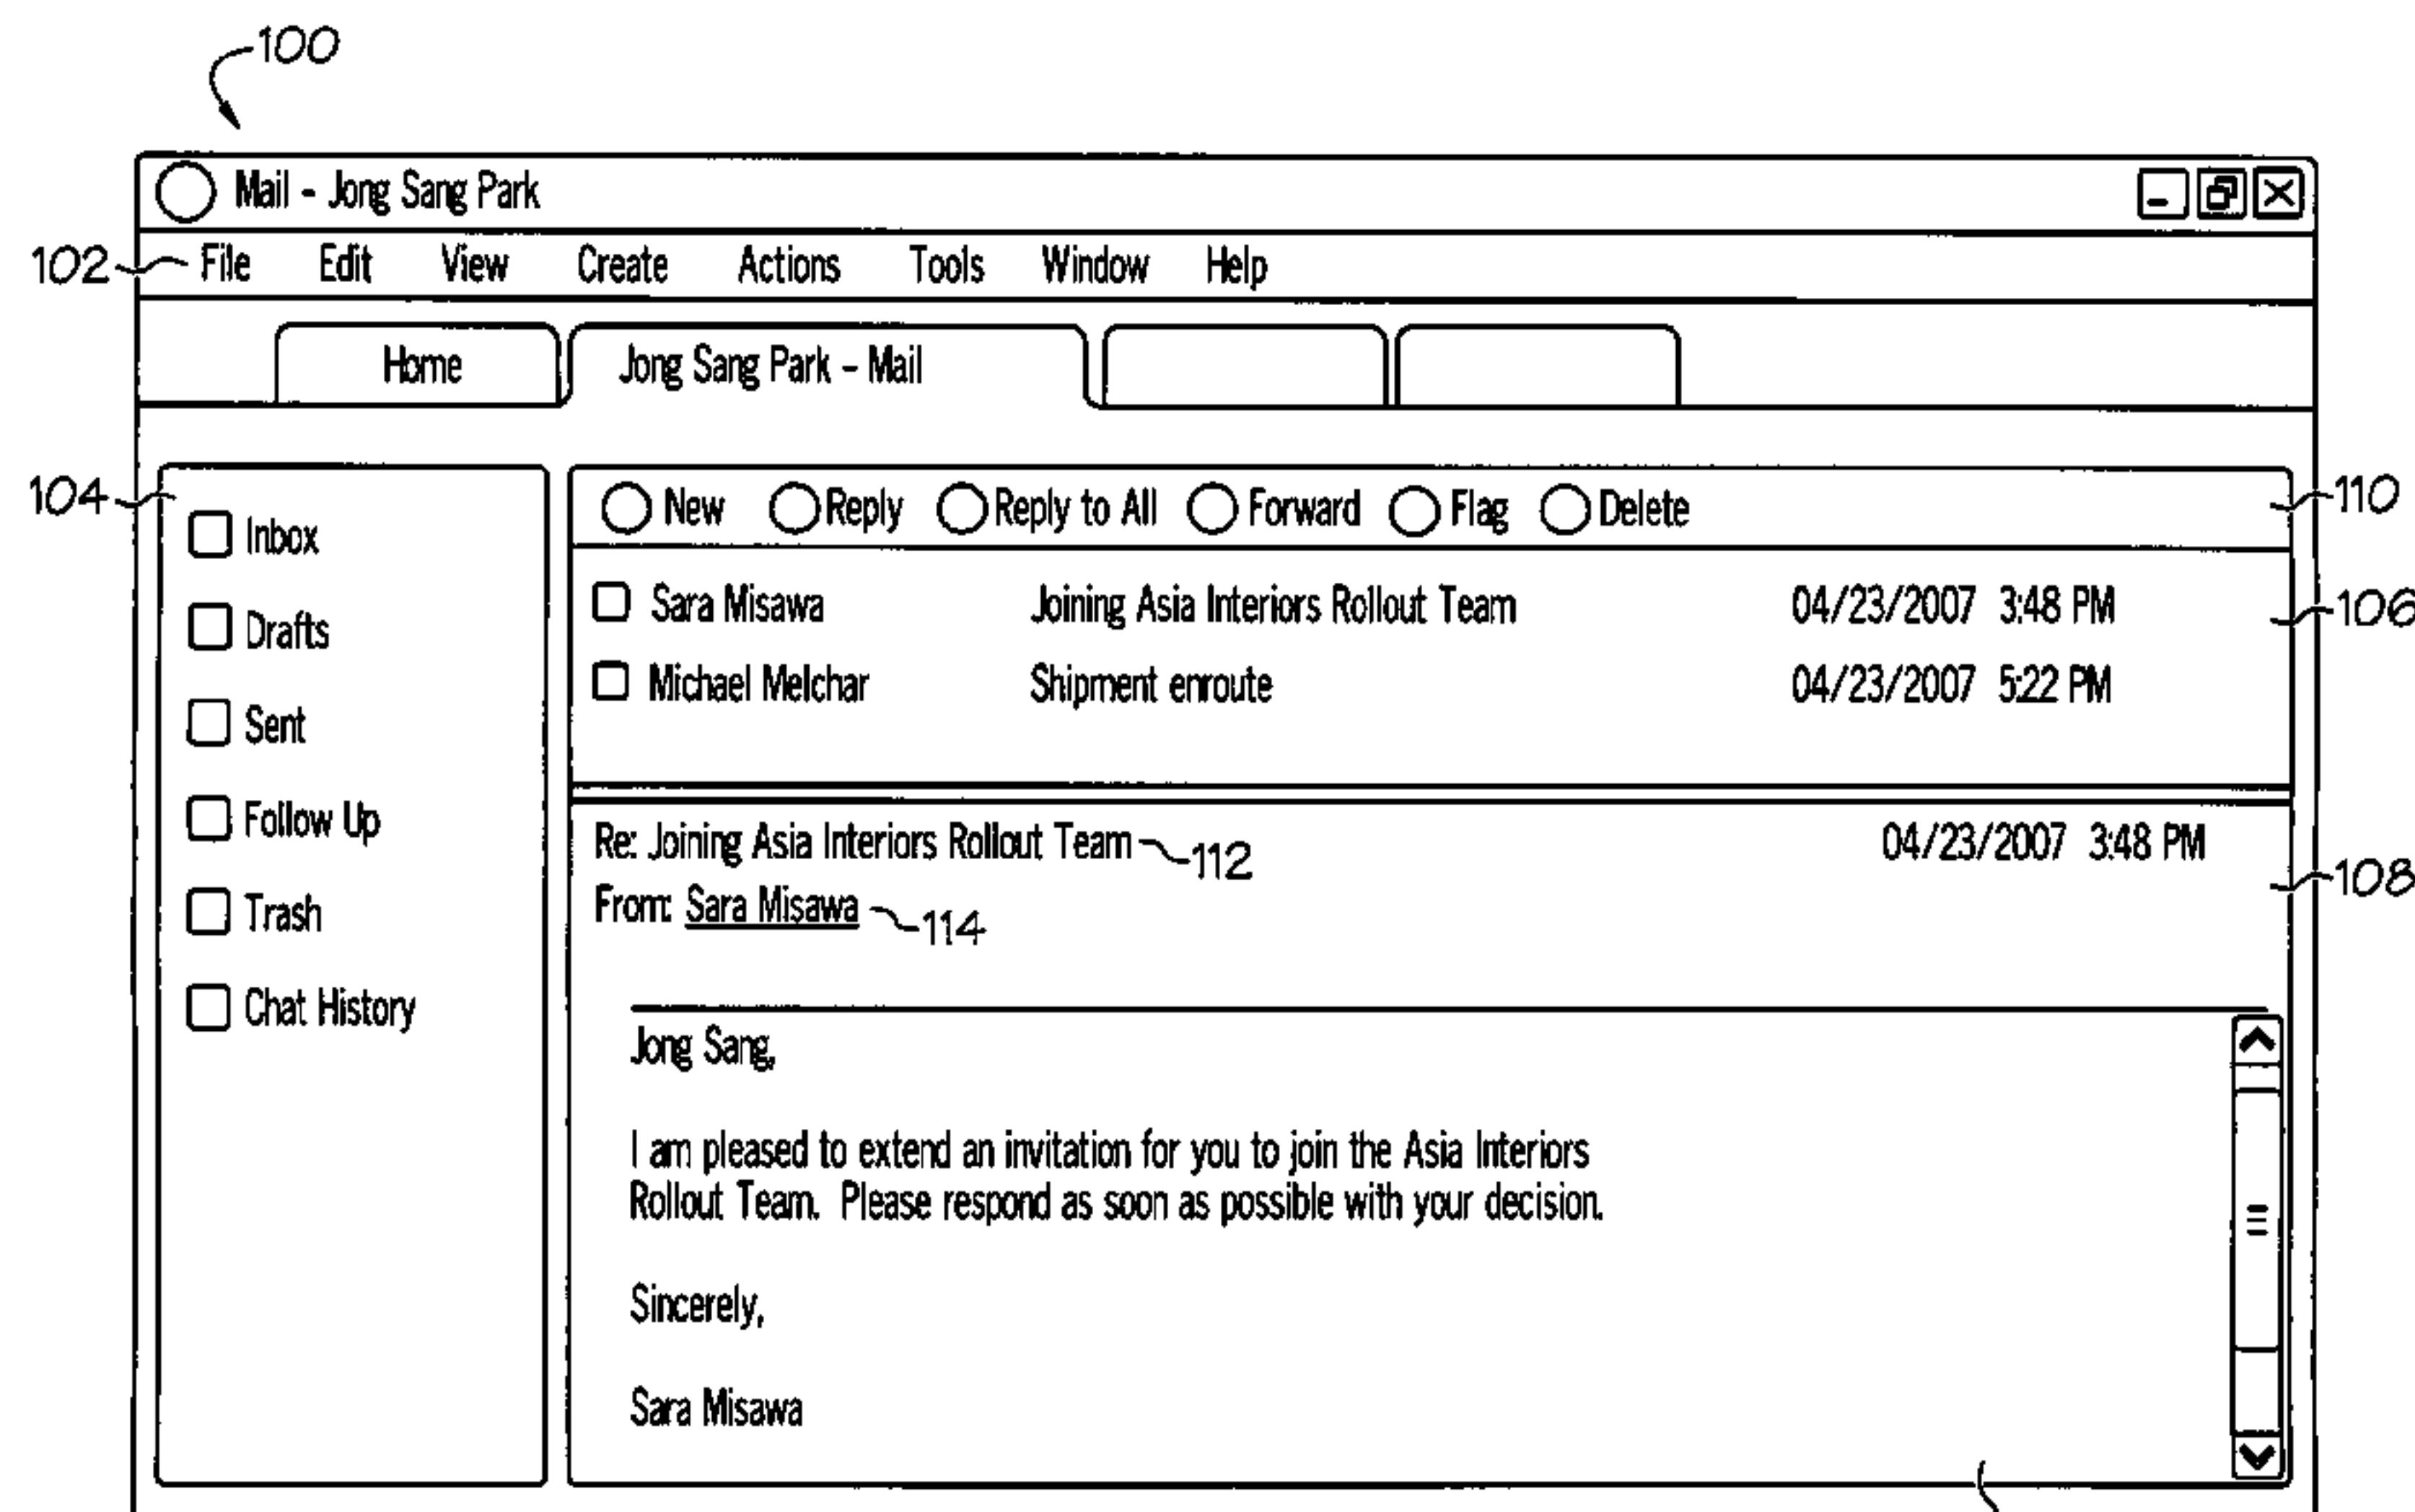 100
Mail - Jong Sang Park
102 File Edit View Create Actions Tools Window Help
Home Jong Sang Park - Mail
104
Inbox
Drafts
Sent
Follow Up
Trash
Chat History
New Reply Reply to All Forward Flag Delete 110
Sara Misawa Joining Asia Interiors Rollout Team 04/23/2007 3:48 PM 106
Michael Melchar Shipment enroute 04/23/2007 5:22 PM
Re: Joining Asia Interiors Rollout Team 112 04/23/2007 3:48 PM
108
From: Sara Misawa 114
Jong Sang,
I am pleased to extend an invitation for you to join the Asia Interiors
Rollout Team. Please respond as soon as possible with your decision.
Sincerely,
Sara Misawa